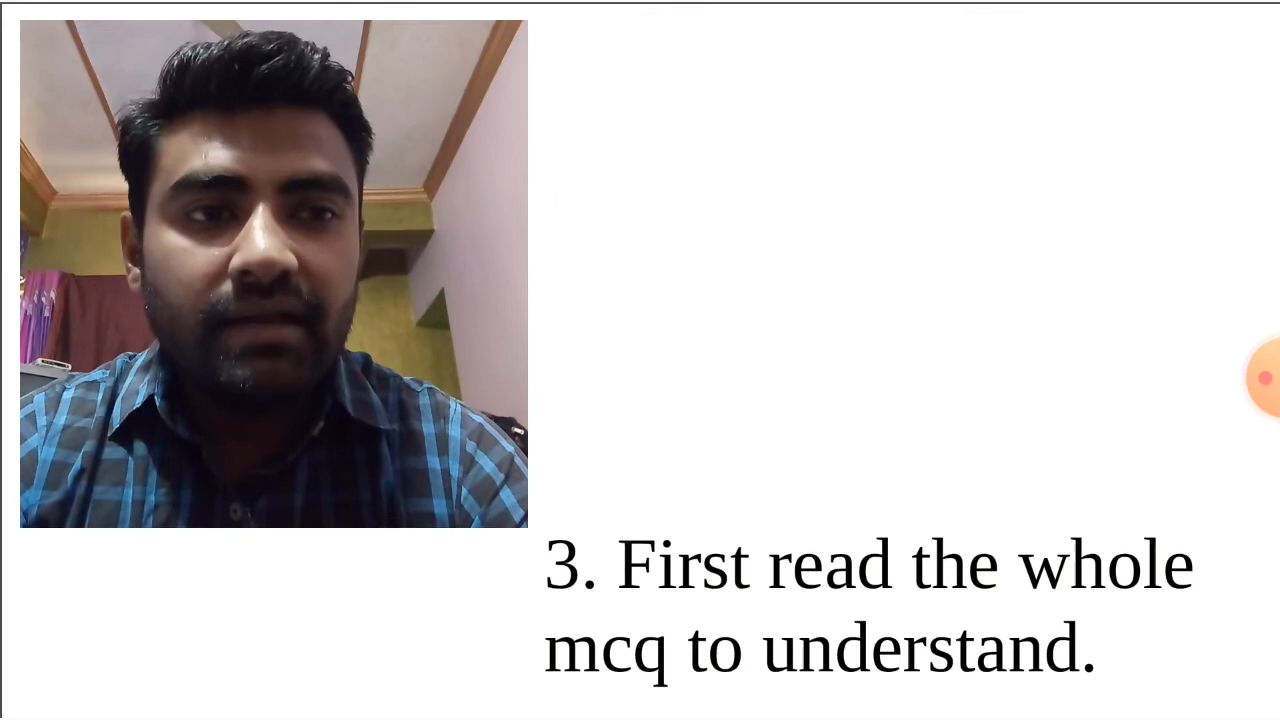 3. First read the whole
mcq to understand.